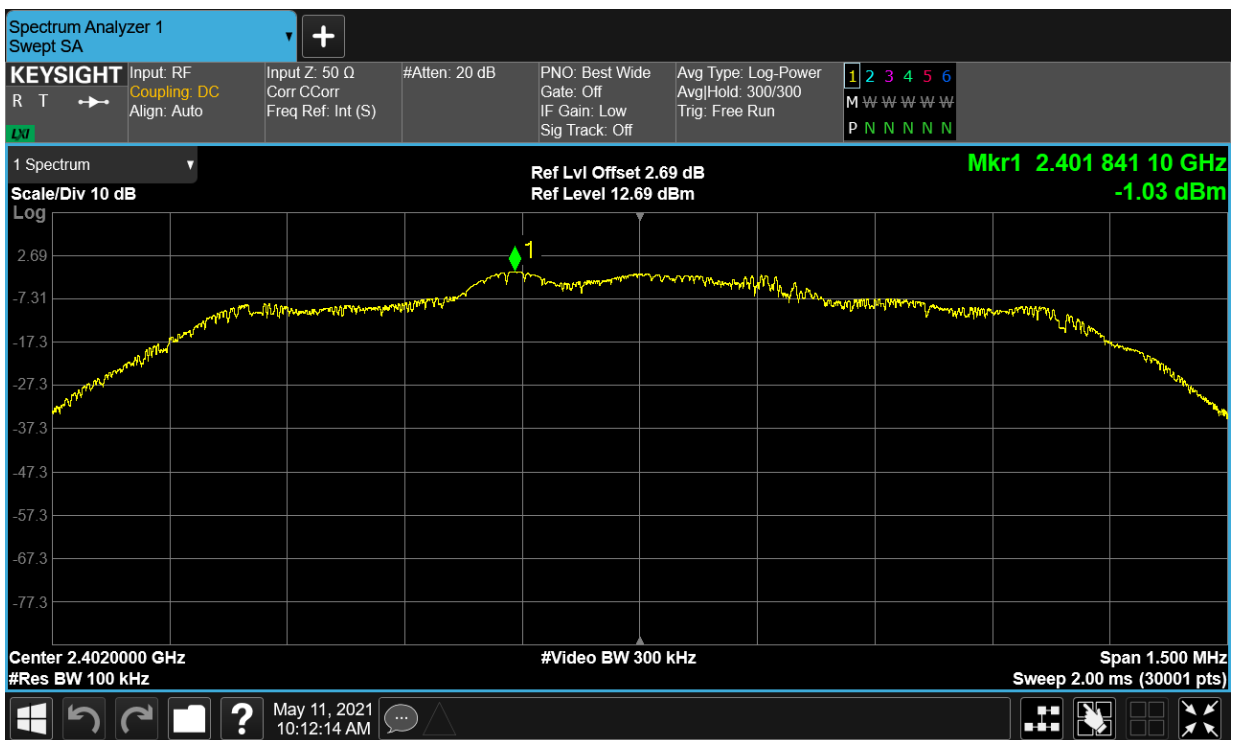 Spectrum Analyzer 1
Swept SA
KEYSIGHT
R T
LXI
Input: RF
Coupling: DC
Align: Auto
Input Z: 50 Ω
Corr CCorr
Freq Ref: Int (S)
#Atten: 20 dB
PNO: Best Wide
Gate: Off
IF Gain: Low
Sig Track: Off
Avg Type: Log-Power
Avg|Hold: 300/300
Trig: Free Run
1 2 3 4 5 6
M W W W W W
P N N N N N
1 Spectrum
Scale/Div 10 dB
Log
Ref Lvl Offset 2.69 dB
Ref Level 12.69 dBm
Mkr1 2.401 841 10 GHz
-1.03 dBm
1
2.69
-7.31
-17.3
-27.3
-37.3
-47.3
-57.3
-67.3
-77.3
Center 2.4020000 GHz
#Res BW 100 kHz
#Video BW 300 kHz
Span 1.500 MHz
Sweep 2.00 ms (30001 pts)
?
May 11, 2021
10:12:14 AM